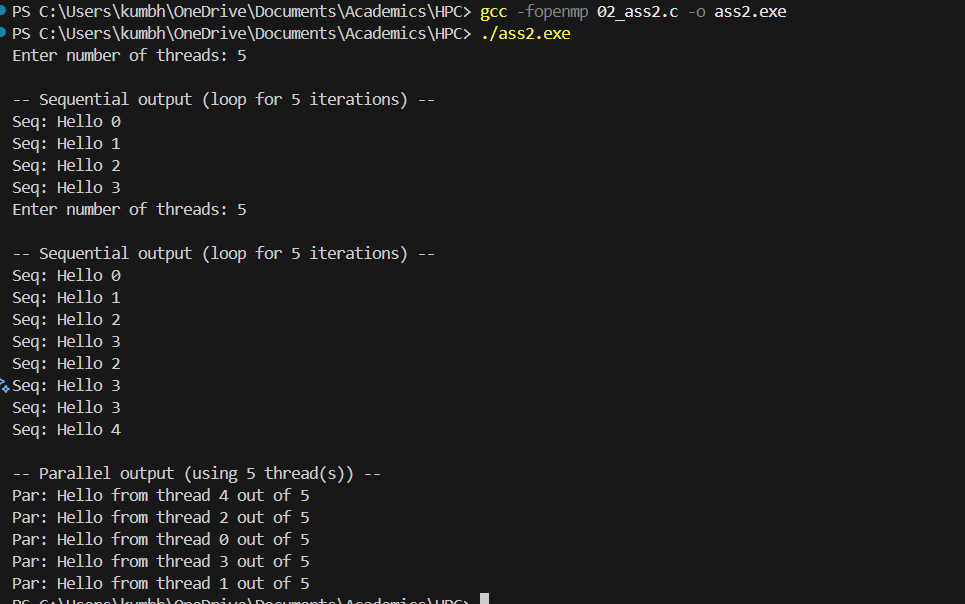 PS C:\Users\kumbh\OneDrive\Documents\Academics\HPC> gcc -fopenmp 02_ass2.c -o ass2.exe
PS C:\Users\kumbh\OneDrive\Documents\Academics\HPC> ./ass2.exe
Enter number of threads: 5
-- Sequential output (loop for 5 iterations) --
Seq: Hello 0
Seq: Hello 1
Seq: Hello 2
Seq: Hello 3
Enter number of threads: 5
-- Sequential output (loop for 5 iterations) --
Seq: Hello 0
Seq: Hello 1
Seq: Hello 2
Seq: Hello 3
Seq: Hello 2
Seq: Hello 3
Seq: Hello 3
Seq: Hello 4
-- Parallel output (using 5 thread(s)) --
Par: Hello from thread 4 out of 5
Par: Hello from thread 2 out of 5
Par: Hello from thread 0 out of 5
Par: Hello from thread 3 out of 5
Par: Hello from thread 1 out of 5
PS C:\Users\kumbh\OneDrive\Documents\Academics\HPC>